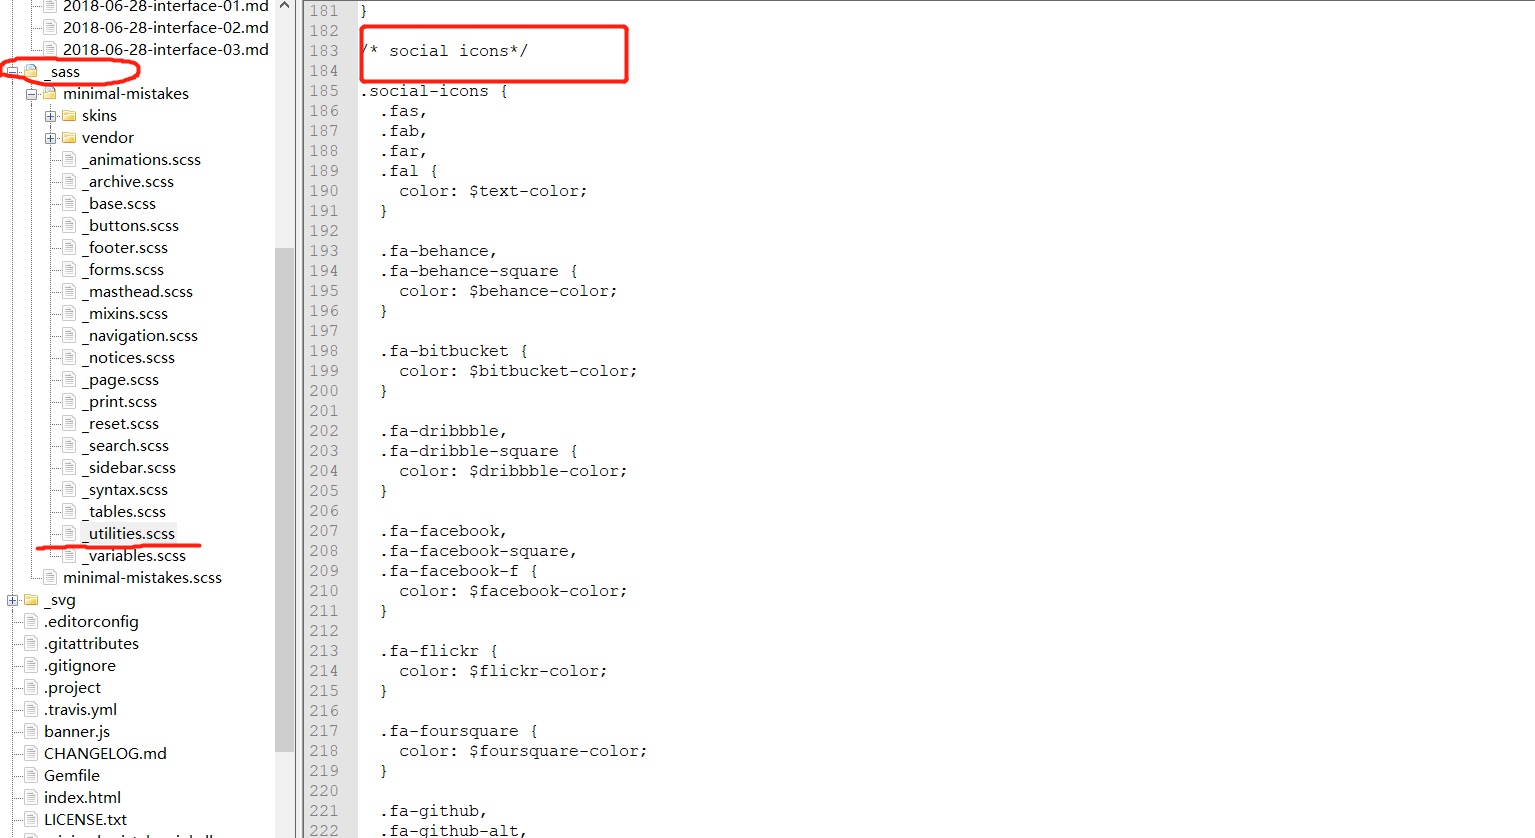 2018-06-28-interface-01.md
2018-06-28-interface-02.md
2018-06-28-interface-03.md
_sass
minimal-mistakes
skins
vendor
_animations.scss
_archive.scss
_base.scss
_buttons.scss
_footer.scss
_forms.scss
_masthead.scss
_mixins.scss
_navigation.scss
_notices.scss
_page.scss
_print.scss
_reset.scss
_search.scss
_sidebar.scss
_syntax.scss
_tables.scss
_utilities.scss
_variables.scss
minimal-mistakes.scss
_svg
.editorconfig
.gitattributes
.gitignore
.project
.travis.yml
banner.js
CHANGELOG.md
Gemfile
index.html
LICENSE.txt
181 }
182
183 /* social icons*/
184
185 .social-icons {
186 .fas,
187 .fab,
188 .far,
189 .fal {
190 color: $text-color;
191 }
192
193 .fa-behance,
194 .fa-behance-square {
195 color: $behance-color;
196 }
197
198 .fa-bitbucket {
199 color: $bitbucket-color;
200 }
201
202 .fa-dribbble,
203 .fa-dribble-square {
204 color: $dribbble-color;
205 }
206
207 .fa-facebook,
208 .fa-facebook-square,
209 .fa-facebook-f {
210 color: $facebook-color;
211 }
212
213 .fa-flickr {
214 color: $flickr-color;
215 }
216
217 .fa-foursquare {
218 color: $foursquare-color;
219 }
220
221 .fa-github,
222 .fa-github-alt,